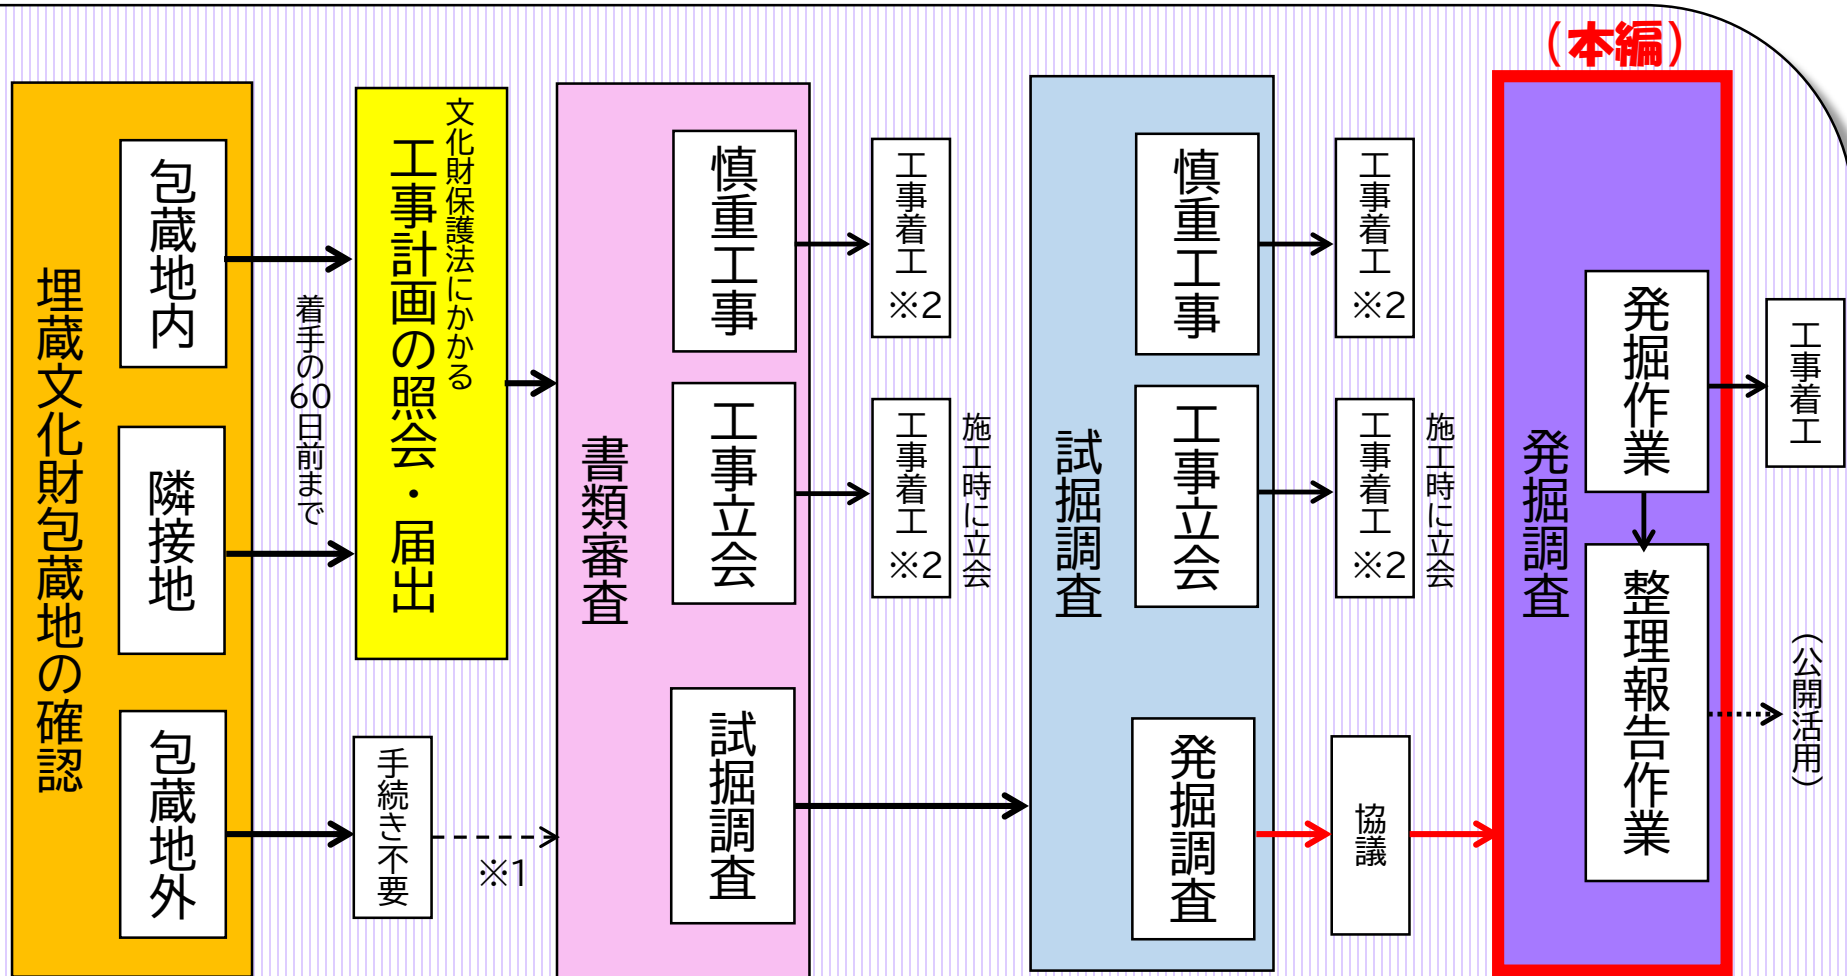 (本編)
埋蔵文化財包蔵地の確認
包蔵地内
隣接地
包蔵地外
着手の60日前まで
文化財保護法にかかる
工事計画の照会・届出
手続き不要
※1
書類審査
慎重工事
工事立会
試掘調査
工事着工※2
工事着工※2
施工時に立会
試掘調査
慎重工事
工事立会
発掘調査
工事着工※2
工事着工※2
施工時に立会
協議
発掘調査
発掘作業
整理報告作業
工事着工
(公開活用)